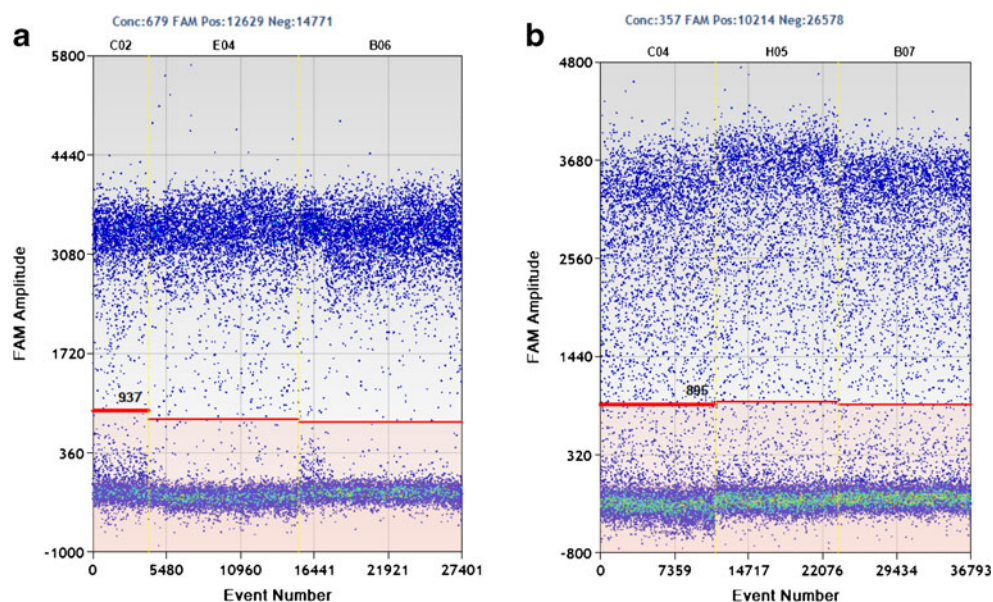 Conc:679 FAM Pos:12629 Neg:14771
a
C02 E04 B06
5800
4440
3080
1720
360
-1000
FAM Amplitude
937
0 5480 10960 16441 21921 27401
Event Number
Conc:357 FAM Pos:10214 Neg:26578
b
C04 H05 B07
4800
3680
2560
1440
320
-800
FAM Amplitude
895
0 7359 14717 22076 29434 36793
Event Number